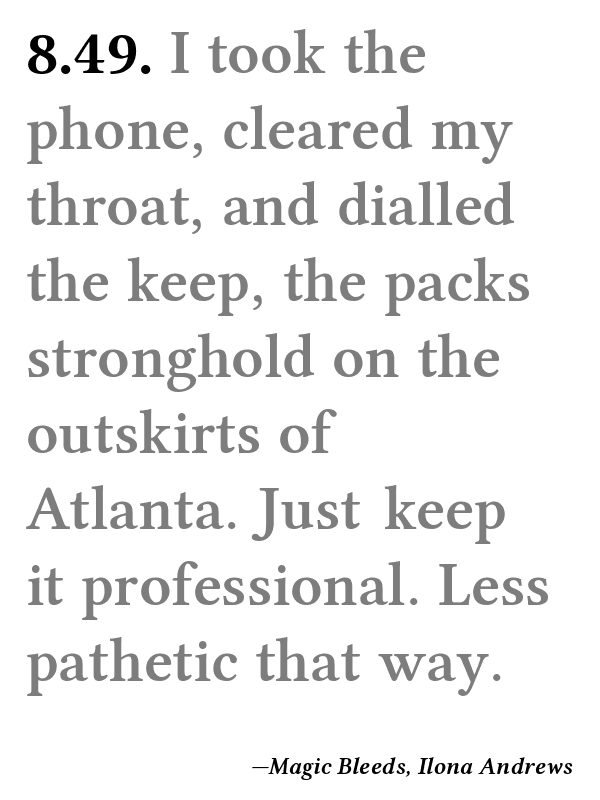 8.49. I took the
phone, cleared my
throat, and dialled
the keep, the packs
stronghold on the
outskirts of
Atlanta. Just keep
it professional. Less
pathetic that way.
—Magic Bleeds, Ilona Andrews